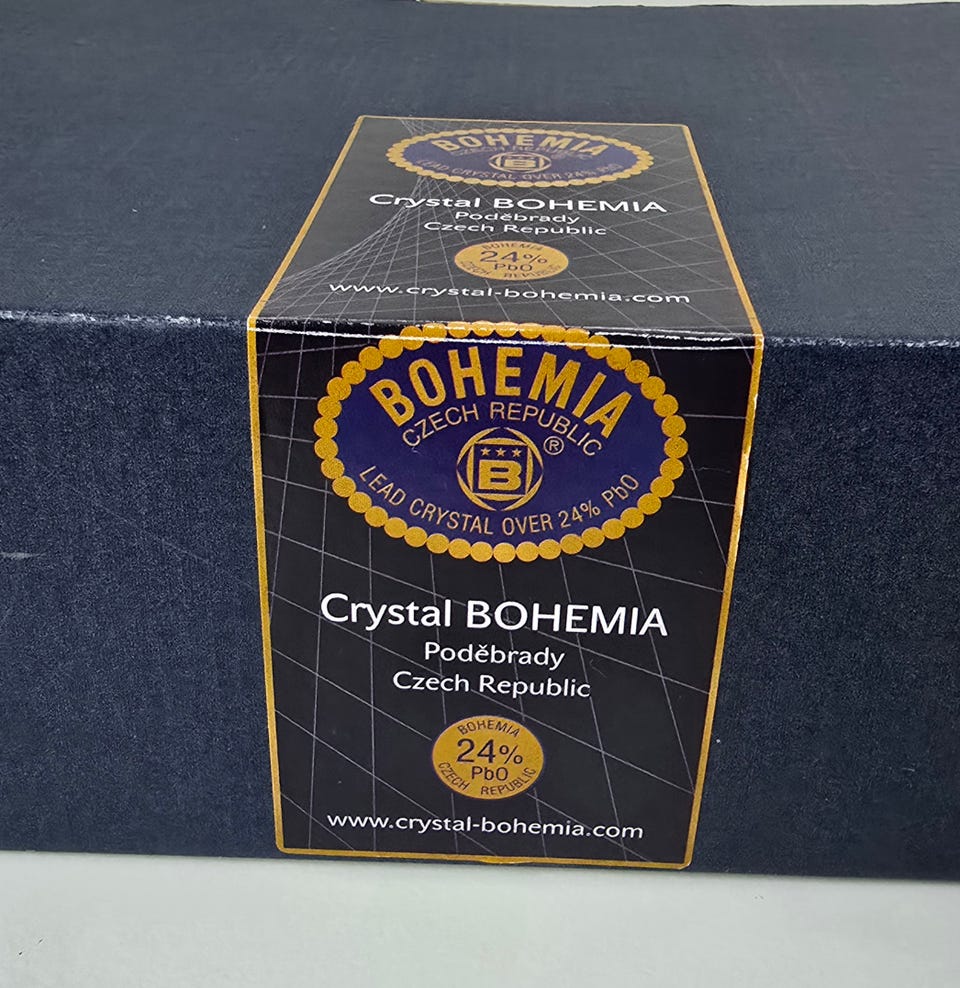 BOHEMIA
CZECH REPUBLIC
B
LEAD CRYSTAL OVER 24% PbO
Crystal BOHEMIA
Poděbrady
Czech Republic
BOHEMIA
24%
PbO
CZECH REPUBLIC
www.crystal-bohemia.com
BOHEMIA
CZECH REPUBLIC
®
B
LEAD CRYSTAL OVER 24% PbO
Crystal BOHEMIA
Poděbrady
Czech Republic
BOHEMIA
24%
PbO
CZECH REPUBLIC
www.crystal-bohemia.com